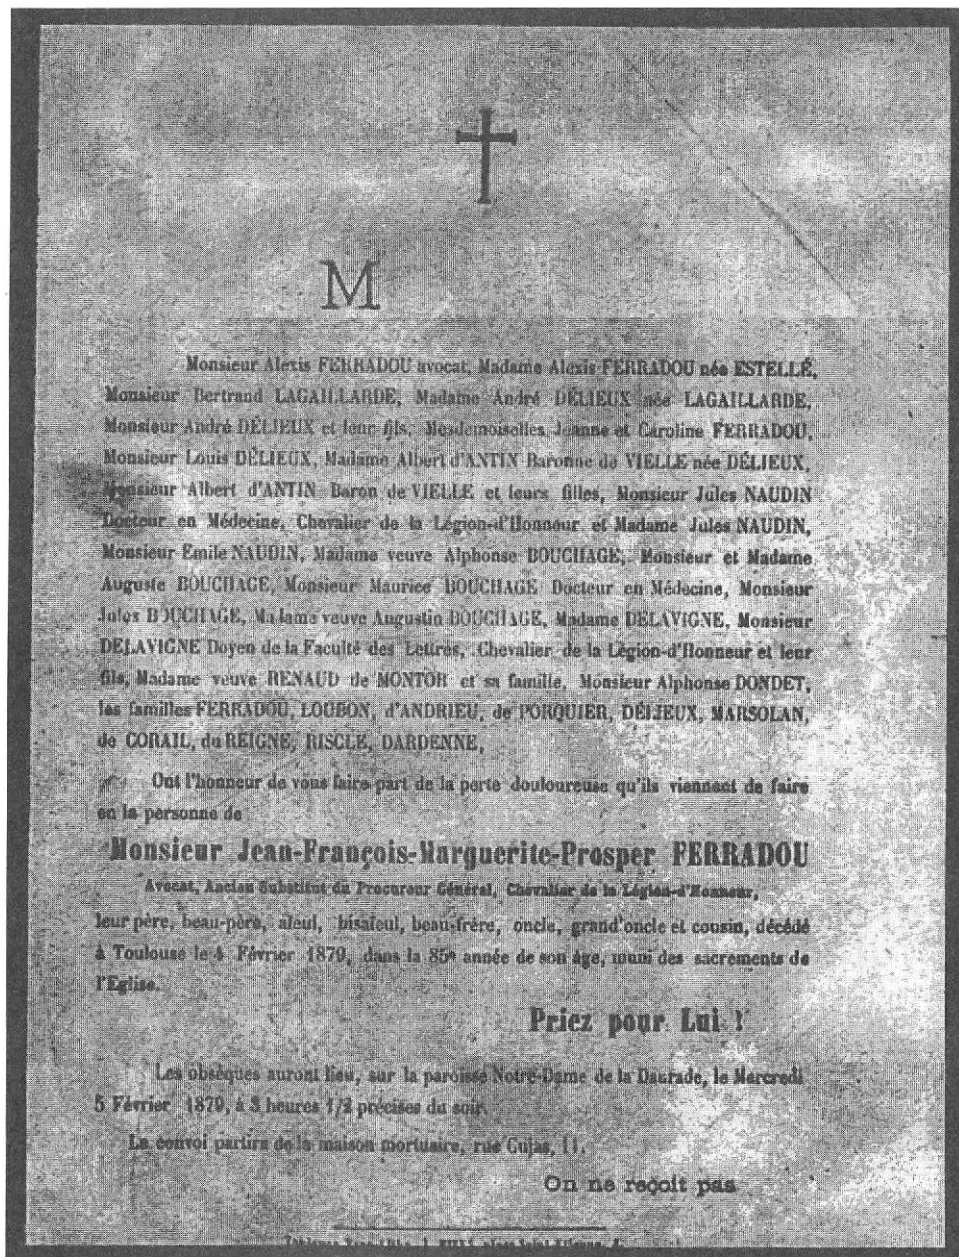 M
Monsieur Alexis FERRADOU avocat, Madame Alexis FERRADOU née ESTELLÉ,
Monsieur Bertrand LAGAILLARDE, Madame André DÉLIEUX née LAGAILLARDE,
Monsieur André DÉLIEUX et leur fils, Mesdemoiselles Jeanne et Caroline FERRADOU,
Monsieur Louis DÉLIEUX, Madame Albert d'ANTIN Baronne de VIELLE née DÉLIEUX,
Monsieur Albert d'ANTIN Baron de VIELLE et leurs filles, Monsieur Jules NAUDIN
Docteur en Médecine, Chevalier de la Légion-d'Honneur et Madame Jules NAUDIN,
Monsieur Emile NAUDIN, Madame veuve Alphonse BOUCHAGE, Monsieur et Madame
Auguste BOUCHAGE, Monsieur Maurice BOUCHAGE Docteur en Médecine, Monsieur
Jules BOUCHAGE, Madame veuve Augustin BOUCHAGE, Madame DELAVIGNE, Monsieur
DELAVIGNE Doyen de la Faculté des Lettres, Chevalier de la Légion-d'Honneur et leur
fils, Madame veuve RENAUD de MONTOR et sa famille, Monsieur Alphonse DONDET,
les familles FERRADOU, LOUBON, d'ANDRIEU, de PORQUIER, DÉLIEUX, MARSOLAN,
de CORAIL, du REIGNE, RISCLE, DARDENNE,
Ont l'honneur de vous faire part de la perte douloureuse qu'ils viennent de faire
en la personne de
Monsieur Jean-François-Marguerite-Prosper FERRADOU
Avocat, Ancien Substitut du Procureur Général, Chevalier de la Légion-d'Honneur,
leur père, beau-père, aïeul, bisaïeul, beau-frère, oncle, grand'oncle et cousin, décédé
à Toulouse le 4 Février 1879, dans la 85e année de son âge, muni des sacrements de
l'Eglise.
Priez pour Lui !
Les obsèques auront lieu, sur la paroisse Notre-Dame de la Daurade, le Mercredi
5 Février 1879, à 3 heures 1/2 précises du soir.
Le convoi partira de la maison mortuaire, rue Cujas, 11.
On ne reçoit pas